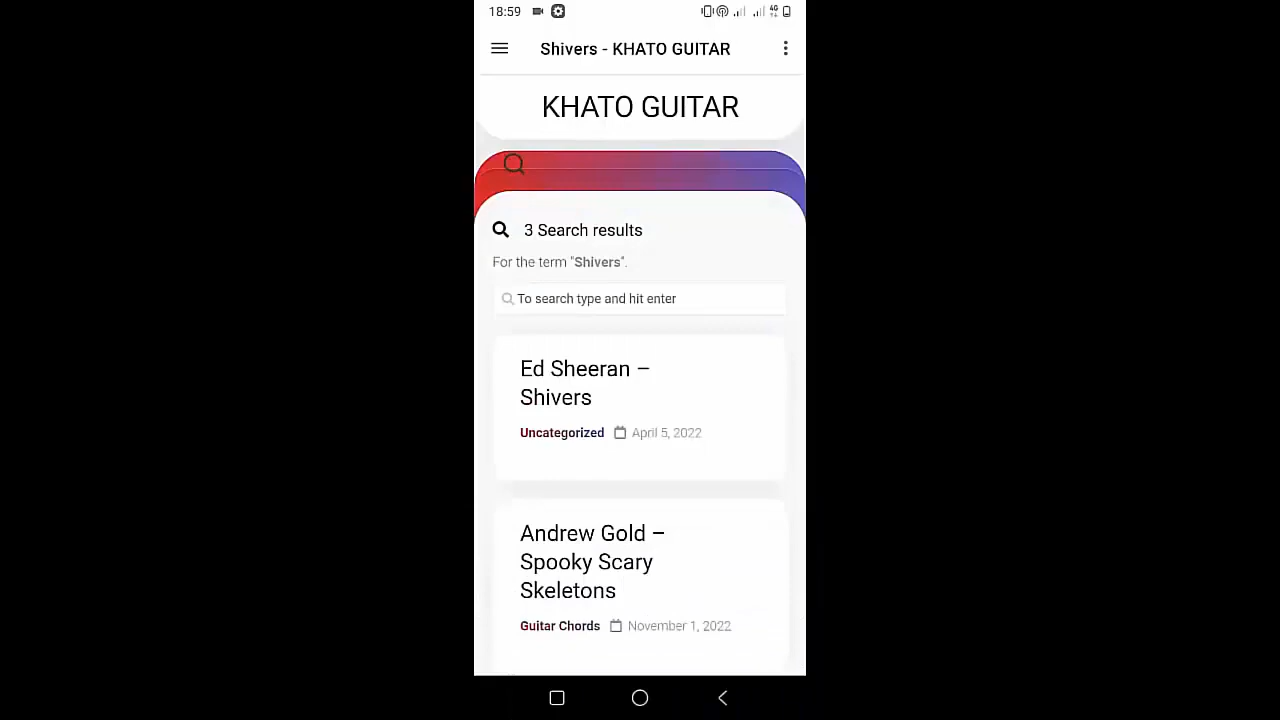 18:59
4G
Shivers - KHATO GUITAR
KHATO GUITAR
3 Search results
For the term "Shivers".
To search type and hit enter
Ed Sheeran –
Shivers
Uncategorized April 5, 2022
Andrew Gold –
Spooky Scary
Skeletons
Guitar Chords November 1, 2022